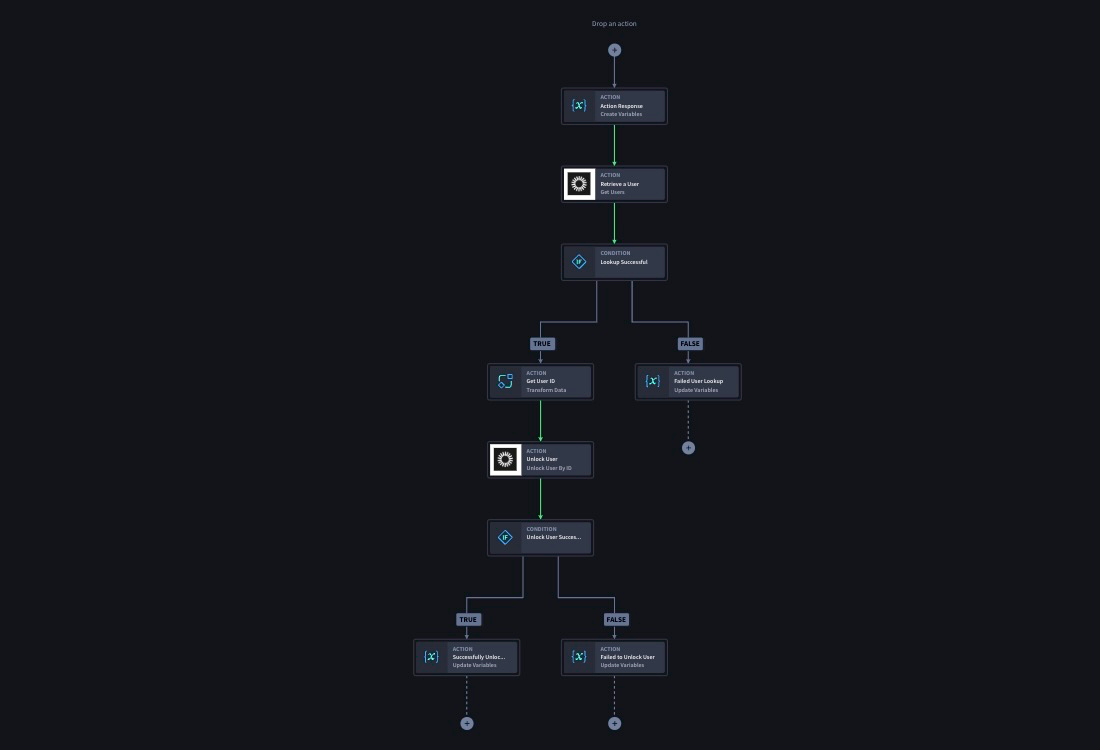 Drop an action
ACTION
Action Response
Create Variables
{x}
ACTION
Retrieve a User
Get Users
CONDITION
Lookup Successful
IF
TRUE
FALSE
ACTION
Get User ID
Transform Data
ACTION
Failed User Lookup
Update Variables
{x}
ACTION
Unlock User
Unlock User By ID
CONDITION
Unlock User Succes...
IF
TRUE
FALSE
ACTION
Successfully Unloc...
Update Variables
{x}
ACTION
Failed to Unlock User
Update Variables
{x}